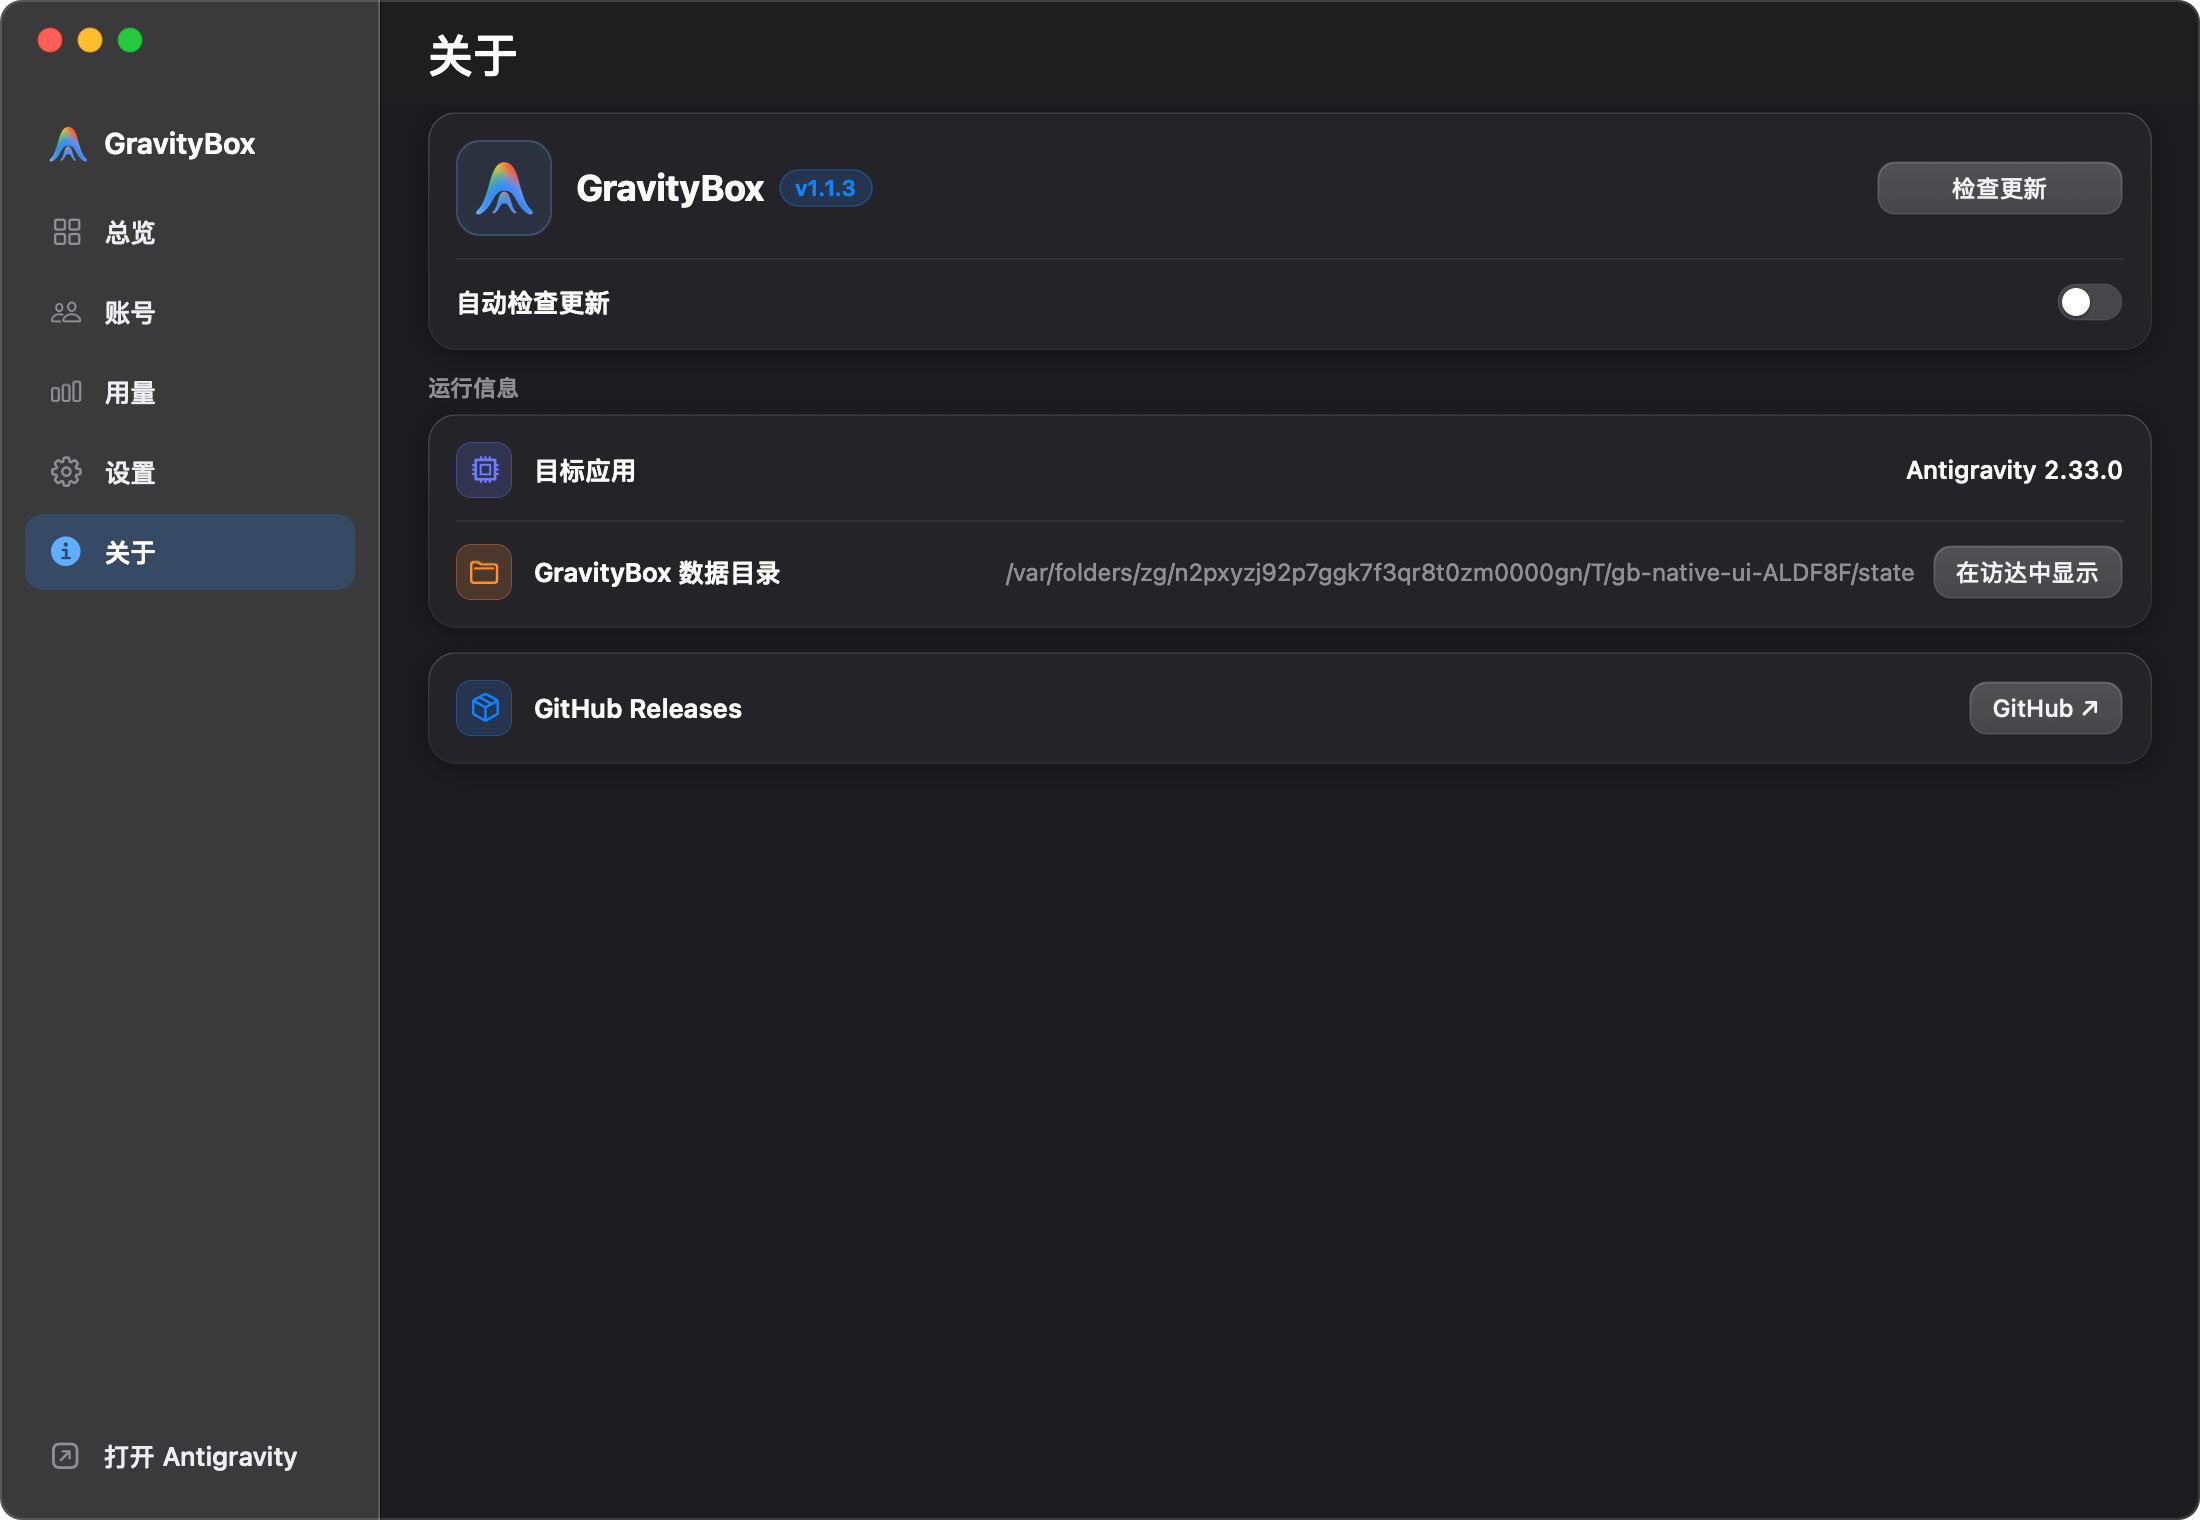 GravityBox
总览
账号
用量
设置
关于
打开 Antigravity
关于
GravityBox v1.1.3
检查更新
自动检查更新
运行信息
目标应用
Antigravity 2.33.0
GravityBox 数据目录
/var/folders/zg/n2pxyzj92p7ggk7f3qr8t0zm0000gn/T/gb-native-ui-ALDF8F/state
在访达中显示
GitHub Releases
GitHub ↗